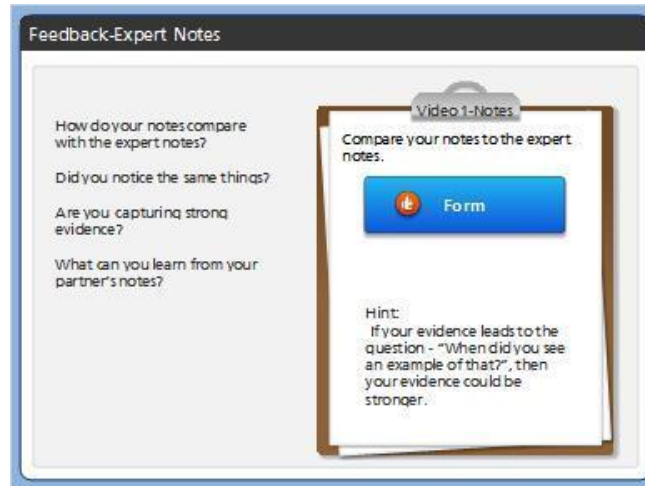 Feedback-Expert Notes
How do your notes compare
with the expert notes?
Did you notice the same things?
Are you capturing strong
evidence?
What can you learn from your
partner's notes?
Video 1-Notes
Compare your notes to the expert
notes.
Form
Hint:
If your evidence leads to the
question - “When did you see
an example of that?”, then
your evidence could be
stronger.